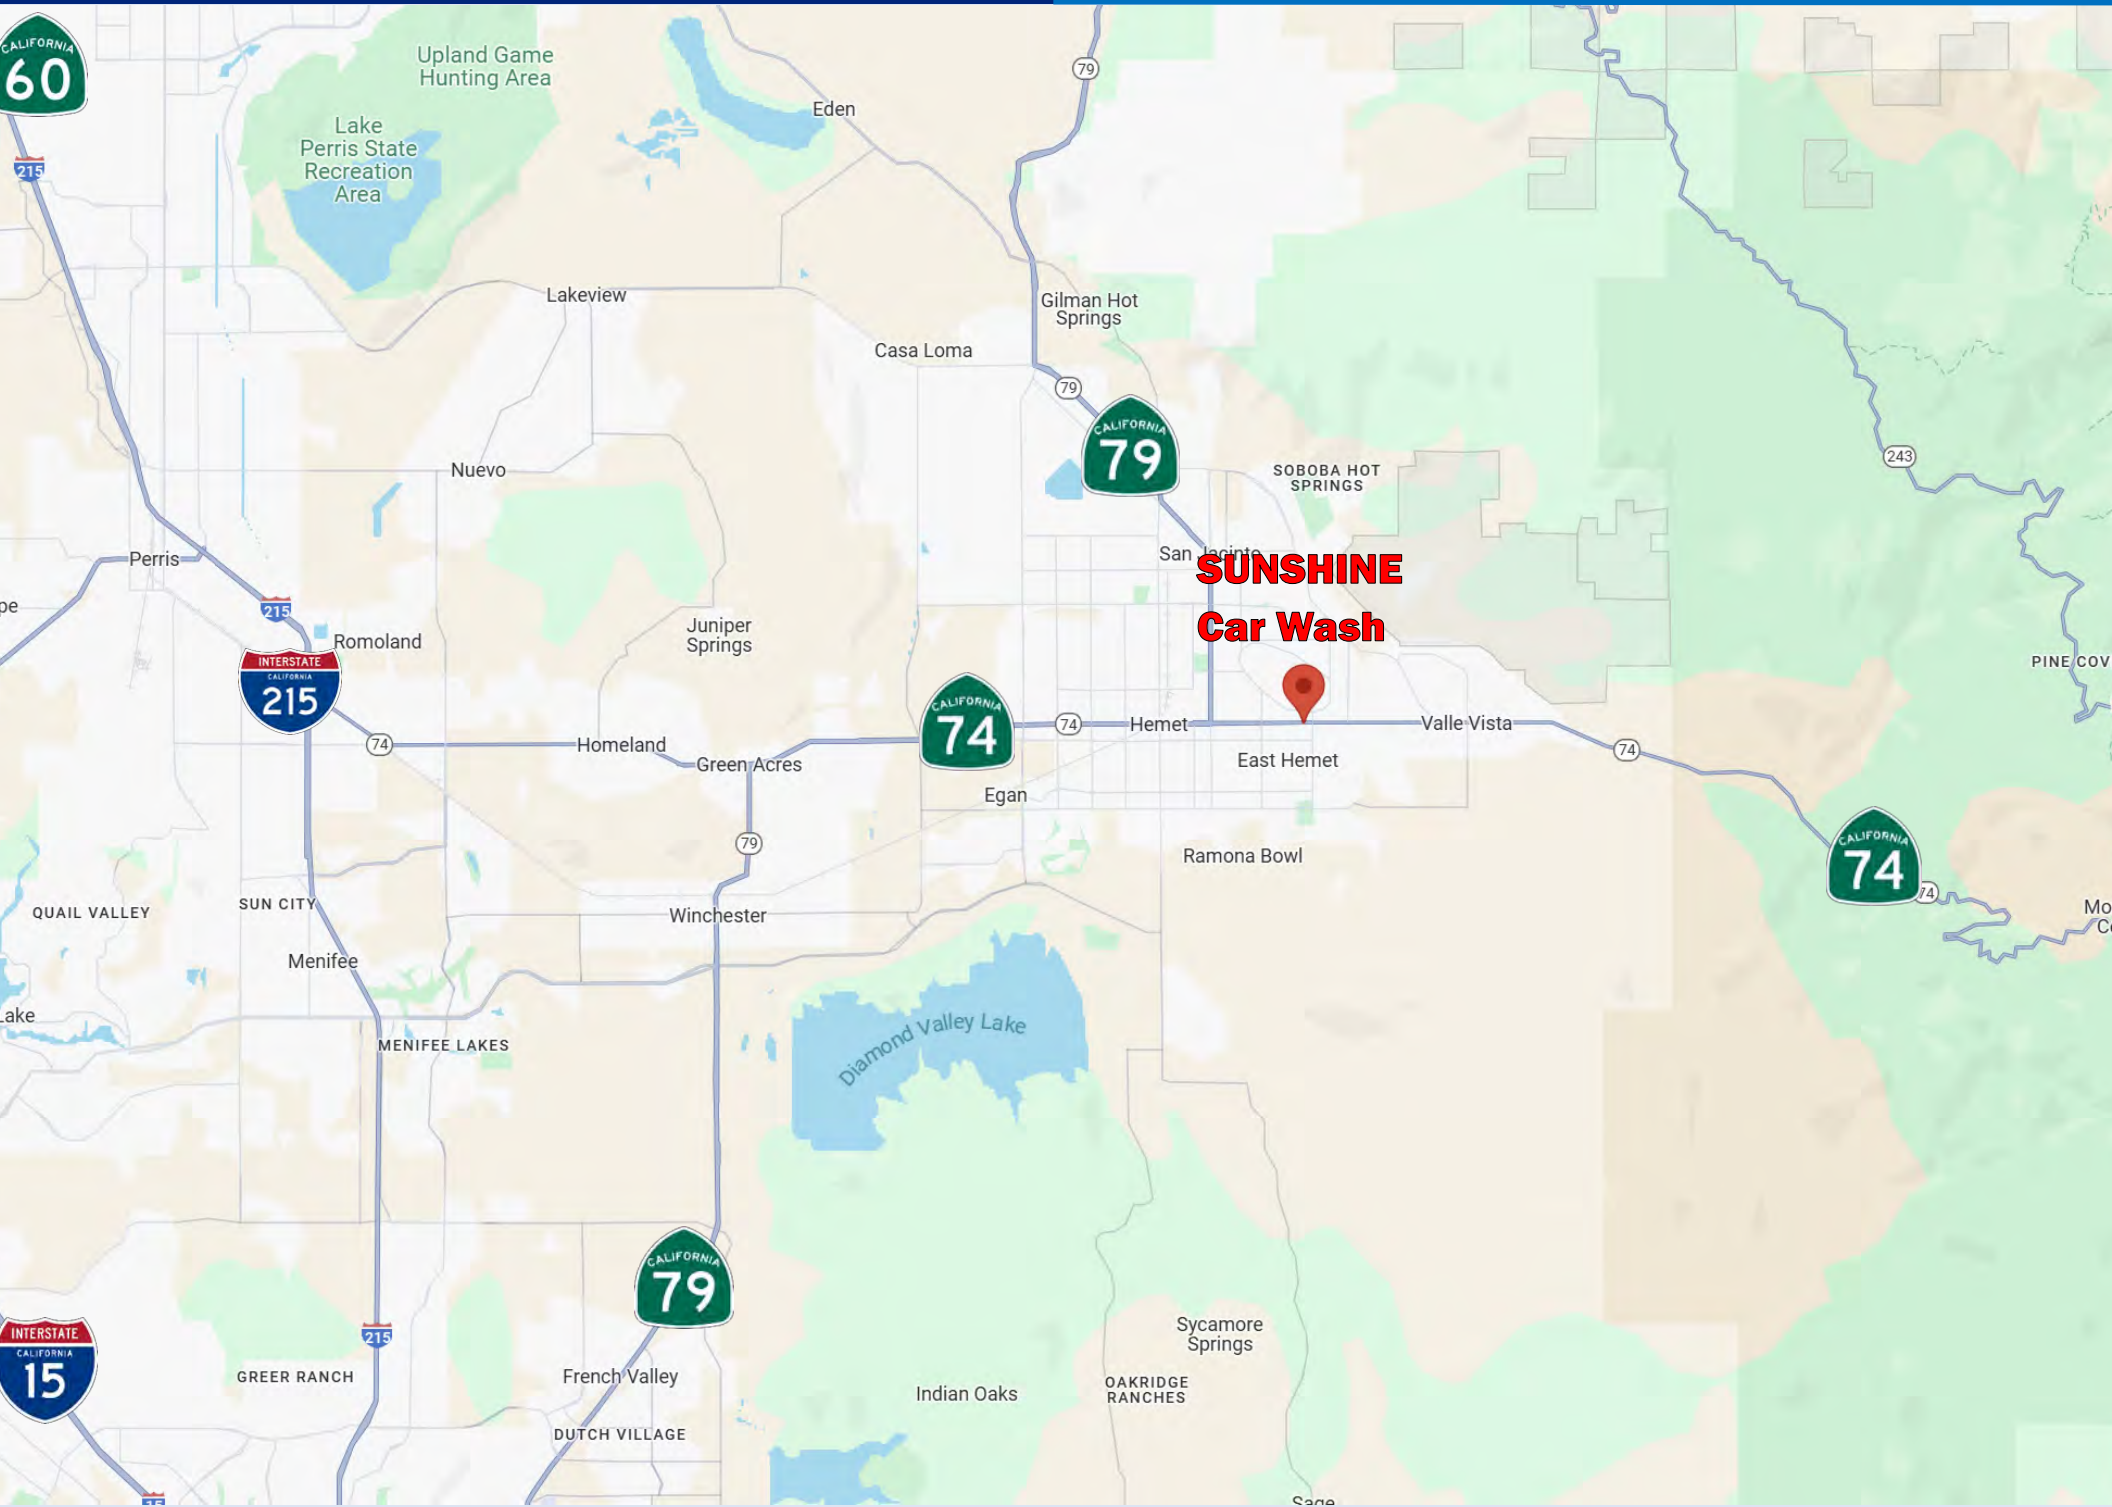 CALIFORNIA
60
Upland Game
Hunting Area
79
Eden
Lake
Perris State
Recreation
Area
215
Lakeview
Gilman Hot
Springs
Casa Loma
79
CALIFORNIA
79
243
Nuevo
SOBOBA HOT
SPRINGS
San Jacinto
SUNSHINE
Car Wash
Perris
215
Romoland
Juniper
Springs
INTERSTATE
CALIFORNIA
215
PINE COV
CALIFORNIA
74
74
Hemet
Valle Vista
74
Homeland
74
Green Acres
East Hemet
Egan
79
CALIFORNIA
74
74
Ramona Bowl
QUAIL VALLEY
SUN CITY
Winchester
Mo
Menifee
Lake
Diamond Valley Lake
MENIFEE LAKES
CALIFORNIA
79
INTERSTATE
CALIFORNIA
15
215
Sycamore
Springs
GREER RANCH
French Valley
Indian Oaks
OAKRIDGE
RANCHES
DUTCH VILLAGE
15
Sage